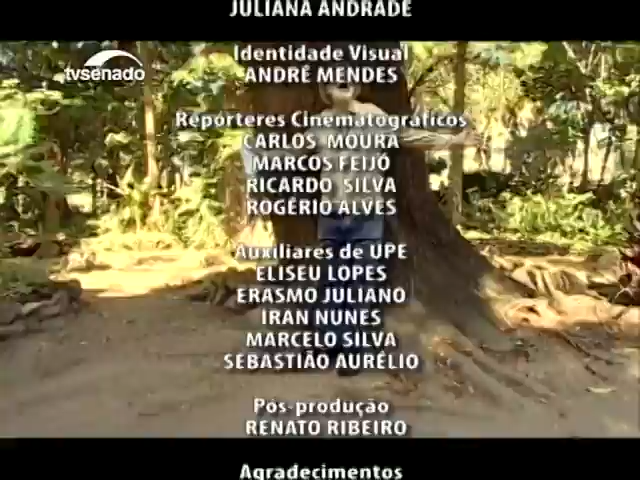 JULIANA ANDRADE
tvsenado
Identidade Visual
ANDRÉ MENDES
Repórteres Cinematográficos
CARLOS MOURA
MARCOS FEIJÓ
RICARDO SILVA
ROGÉRIO ALVES
Auxiliares de UPE
ELISEU LOPES
ERASMO JULIANO
IRAN NUNES
MARCELO SILVA
SEBASTIÃO AURÉLIO
Pós-produção
RENATO RIBEIRO
Agradecimentos